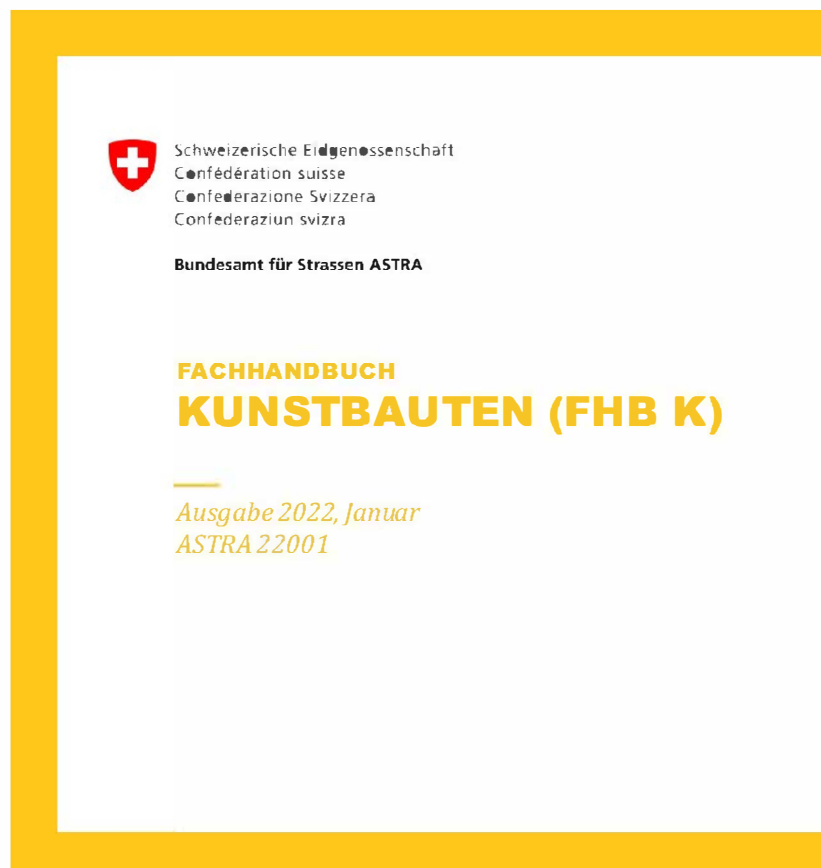 Schweizerische Eidgenossenschaft
Confédération suisse
Confederazione Svizzera
Confederaziun svizra
Bundesamt für Strassen ASTRA
FACHHANDBUCH
KUNSTBAUTEN (FHB K)
Ausgabe 2022, Januar
ASTRA 22001